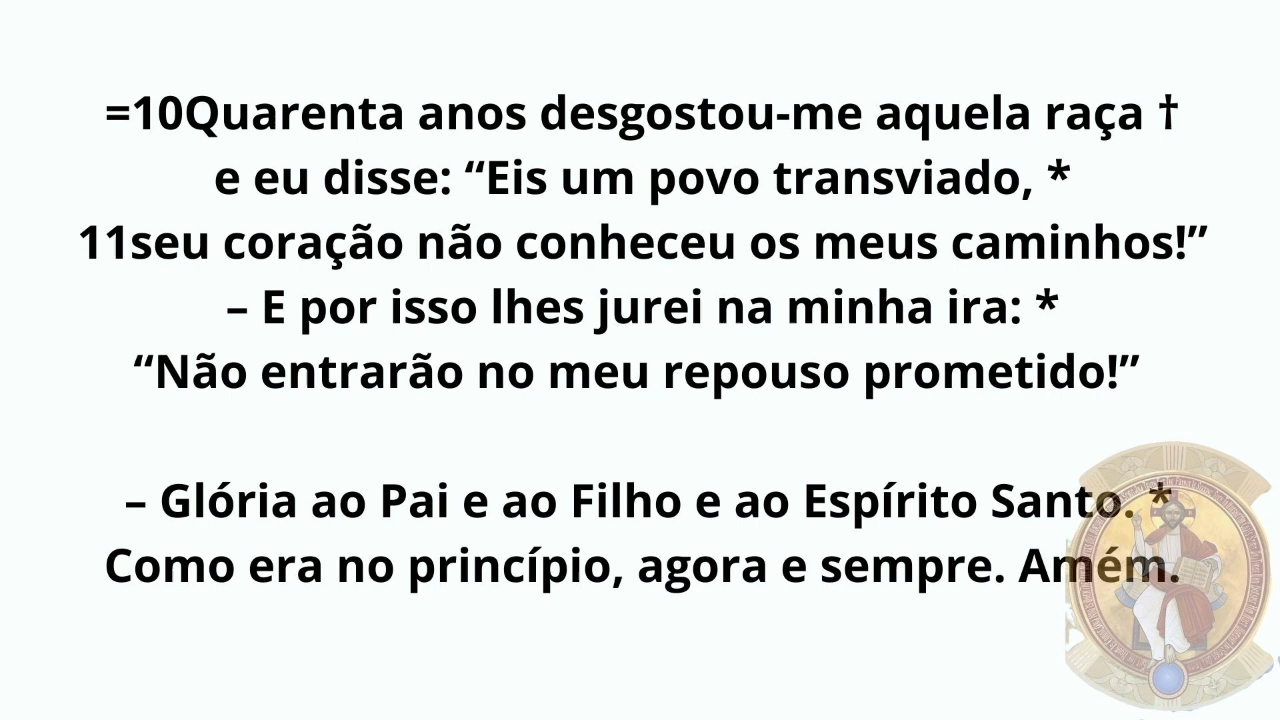 =10Quarenta anos desgostou-me aquela raça †
e eu disse: “Eis um povo transviado, *
11seu coração não conheceu os meus caminhos!”
– E por isso lhes jurei na minha ira: *
“Não entrarão no meu repouso prometido!”
– Glória ao Pai e ao Filho e ao Espírito Santo. *
Como era no princípio, agora e sempre. Amém.